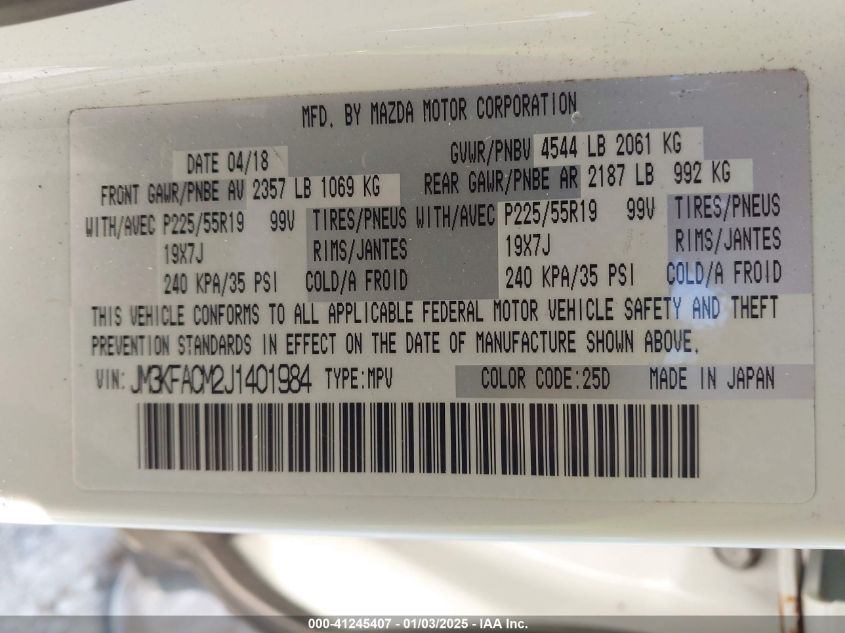 MFD. BY MAZDA MOTOR CORPORATION
DATE 04/18 GVWR/PNBV 4544 LB 2061 KG
FRONT GAWR/PNBE AV 2357 LB 1069 KG REAR GAWR/PNBE AR 2187 LB 992 KG
WITH/AVEC P225/55R19 99V TIRES/PNEUS WITH/AVEC P225/55R19 99V TIRES/PNEUS
19X7J RIMS/JANTES 19X7J RIMS/JANTES
240 KPA/35 PSI COLD/A FROID 240 KPA/35 PSI COLD/A FROID
THIS VEHICLE CONFORMS TO ALL APPLICABLE FEDERAL MOTOR VEHICLE SAFETY AND THEFT
PREVENTION STANDARDS IN EFFECT ON THE DATE OF MANUFACTURE SHOWN ABOVE.
VIN: JM3KFACM2J1401984 TYPE:MPV COLOR CODE:25D MADE IN JAPAN
000-41245407 - 01/03/2025 - IAA Inc.